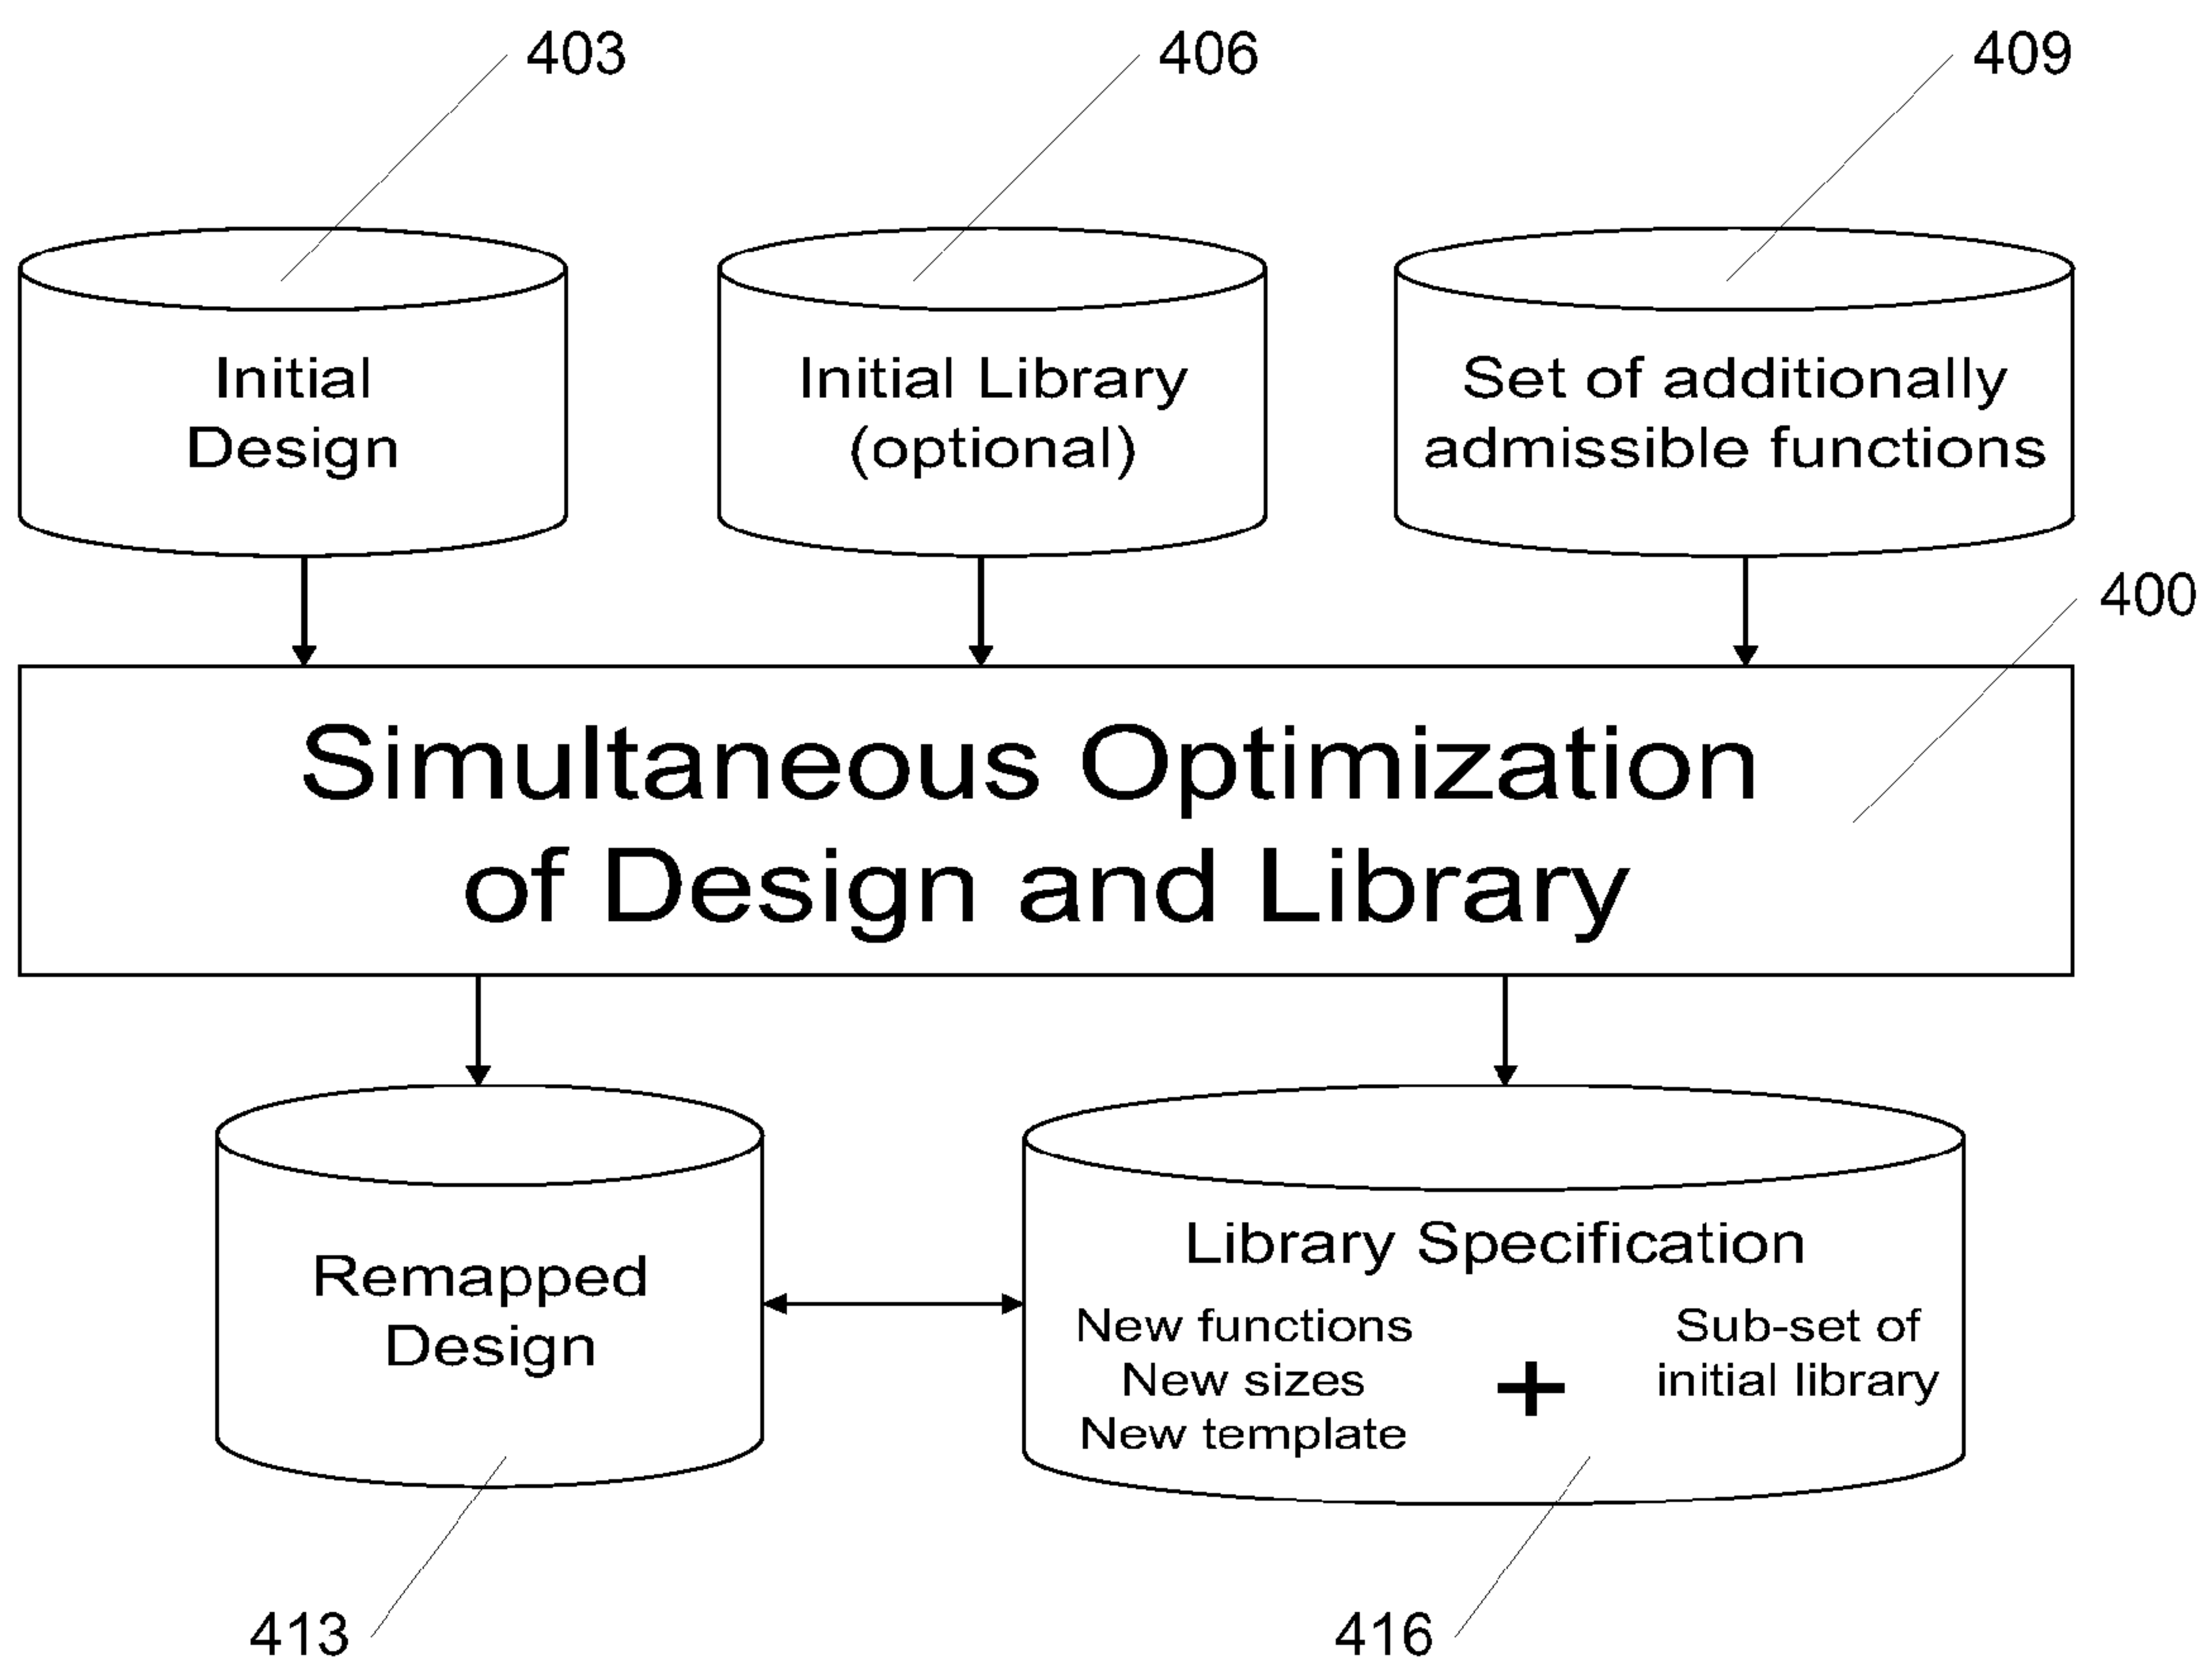 403
406
409
Initial
Design
Initial Library
(optional)
Set of additionally
admissible functions
400
Simultaneous Optimization
of Design and Library
Remapped
Design
Library Specification
New functions
New sizes
New template
+
Sub-set of
initial library
413
416